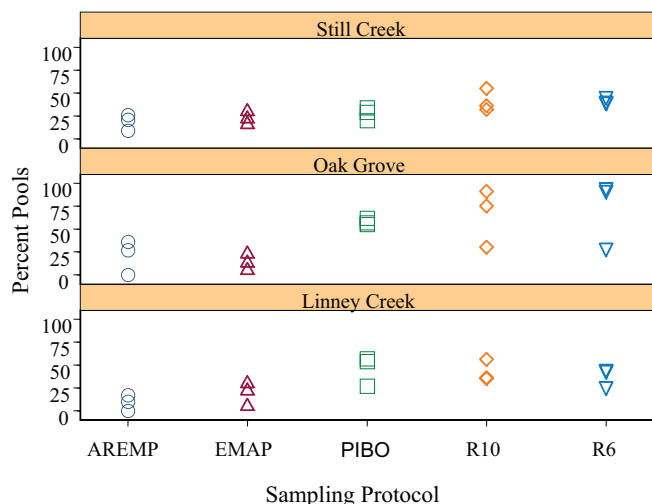 Still Creek
100
75
50
25
0
Oak Grove
100
75
50
25
0
Linney Creek
100
75
50
25
0
Percent Pools
AREMP EMAP PIBO R10 R6
Sampling Protocol